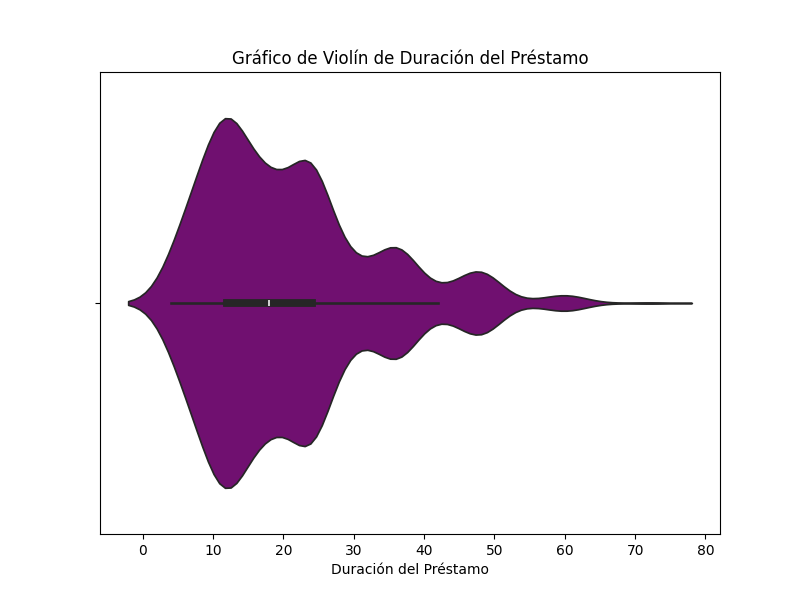 Gráfico de Violín de Duración del Préstamo
0 10 20 30 40 50 60 70 80
Duración del Préstamo